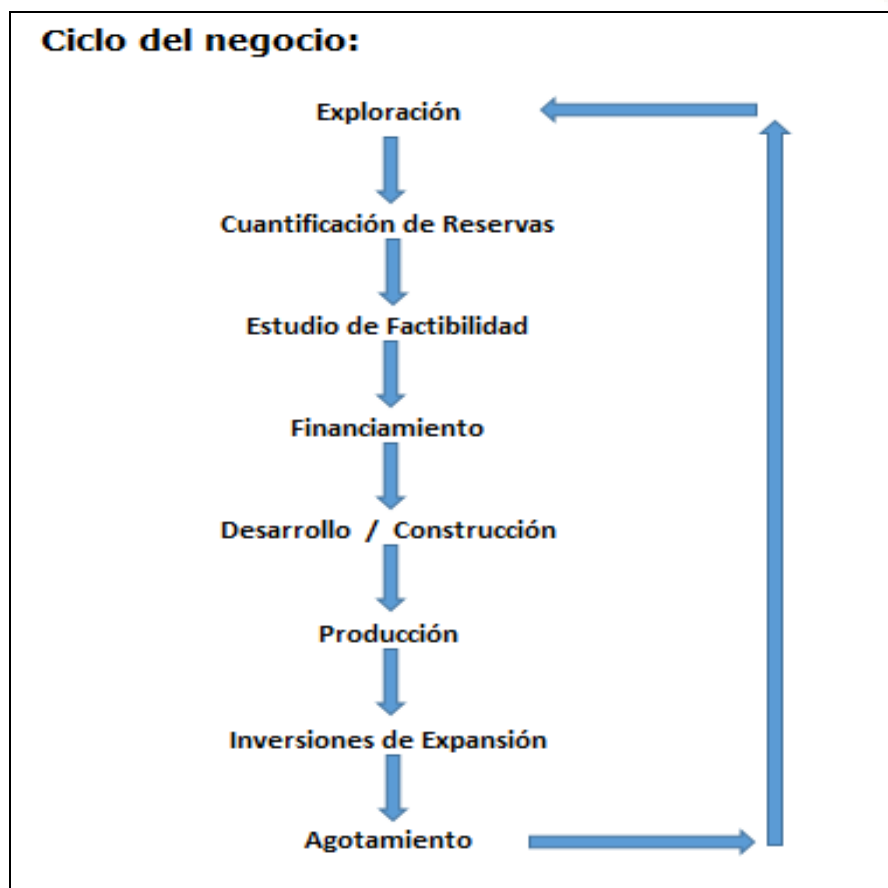 Ciclo del negocio:
Exploración
Cuantificación de Reservas
Estudio de Factibilidad
Financiamiento
Desarrollo / Construcción
Producción
Inversiones de Expansión
Agotamiento